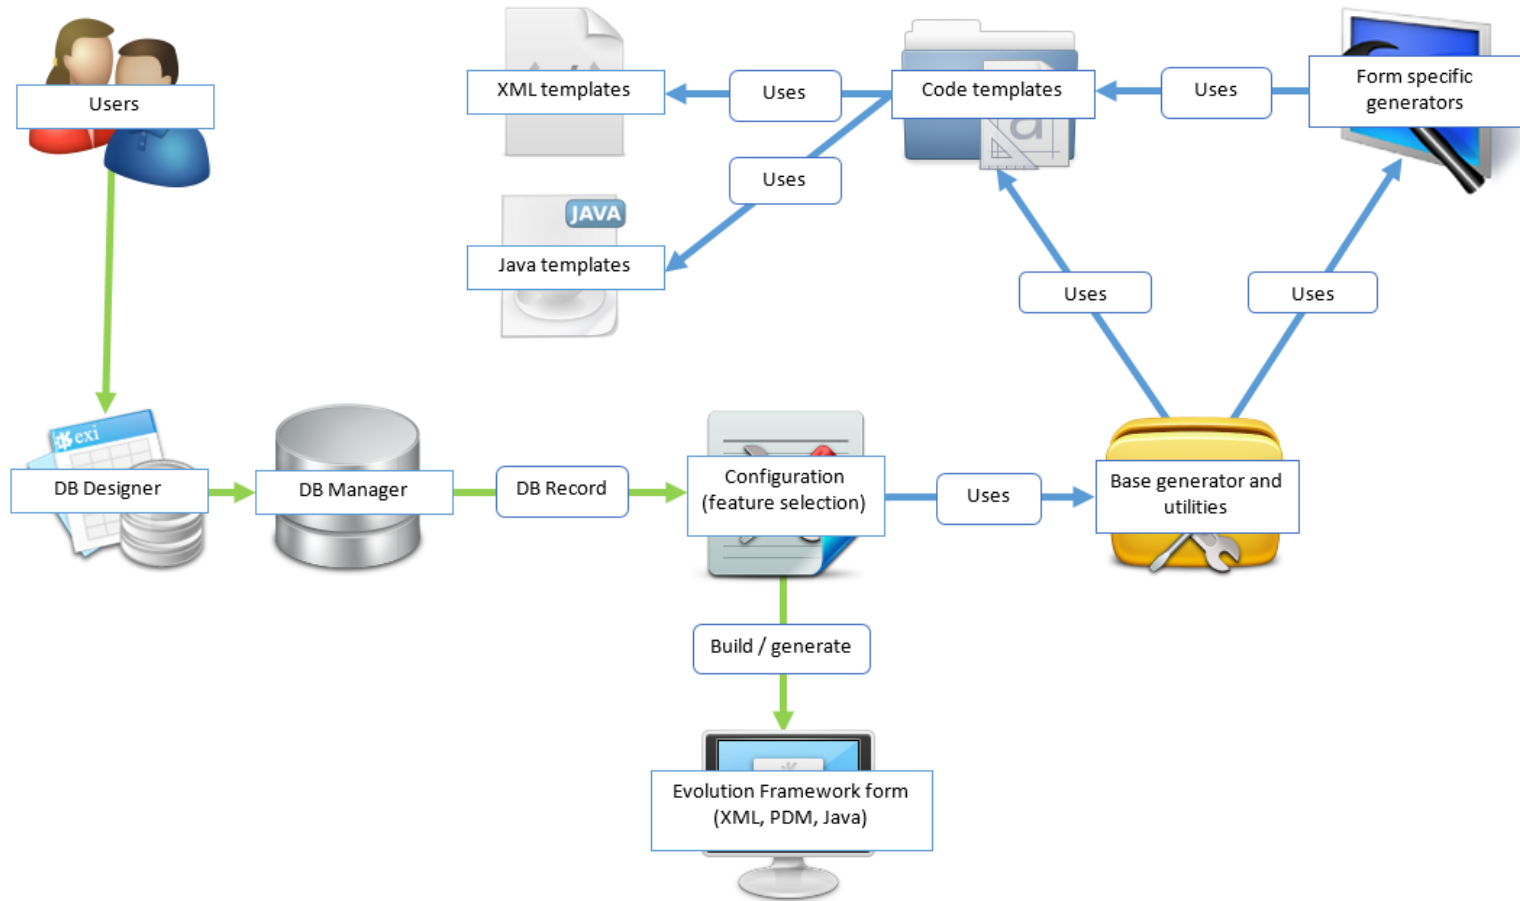 Users
XML templates
Uses
Code templates
Uses
Form specific
generators
Uses
JAVA
a
Java templates
Uses
Uses
exi
DB Designer
DB Manager
DB Record
Configuration
(feature selection)
Uses
Base generator and
utilities
Build / generate
Evolution Framework form
(XML, PDM, Java)